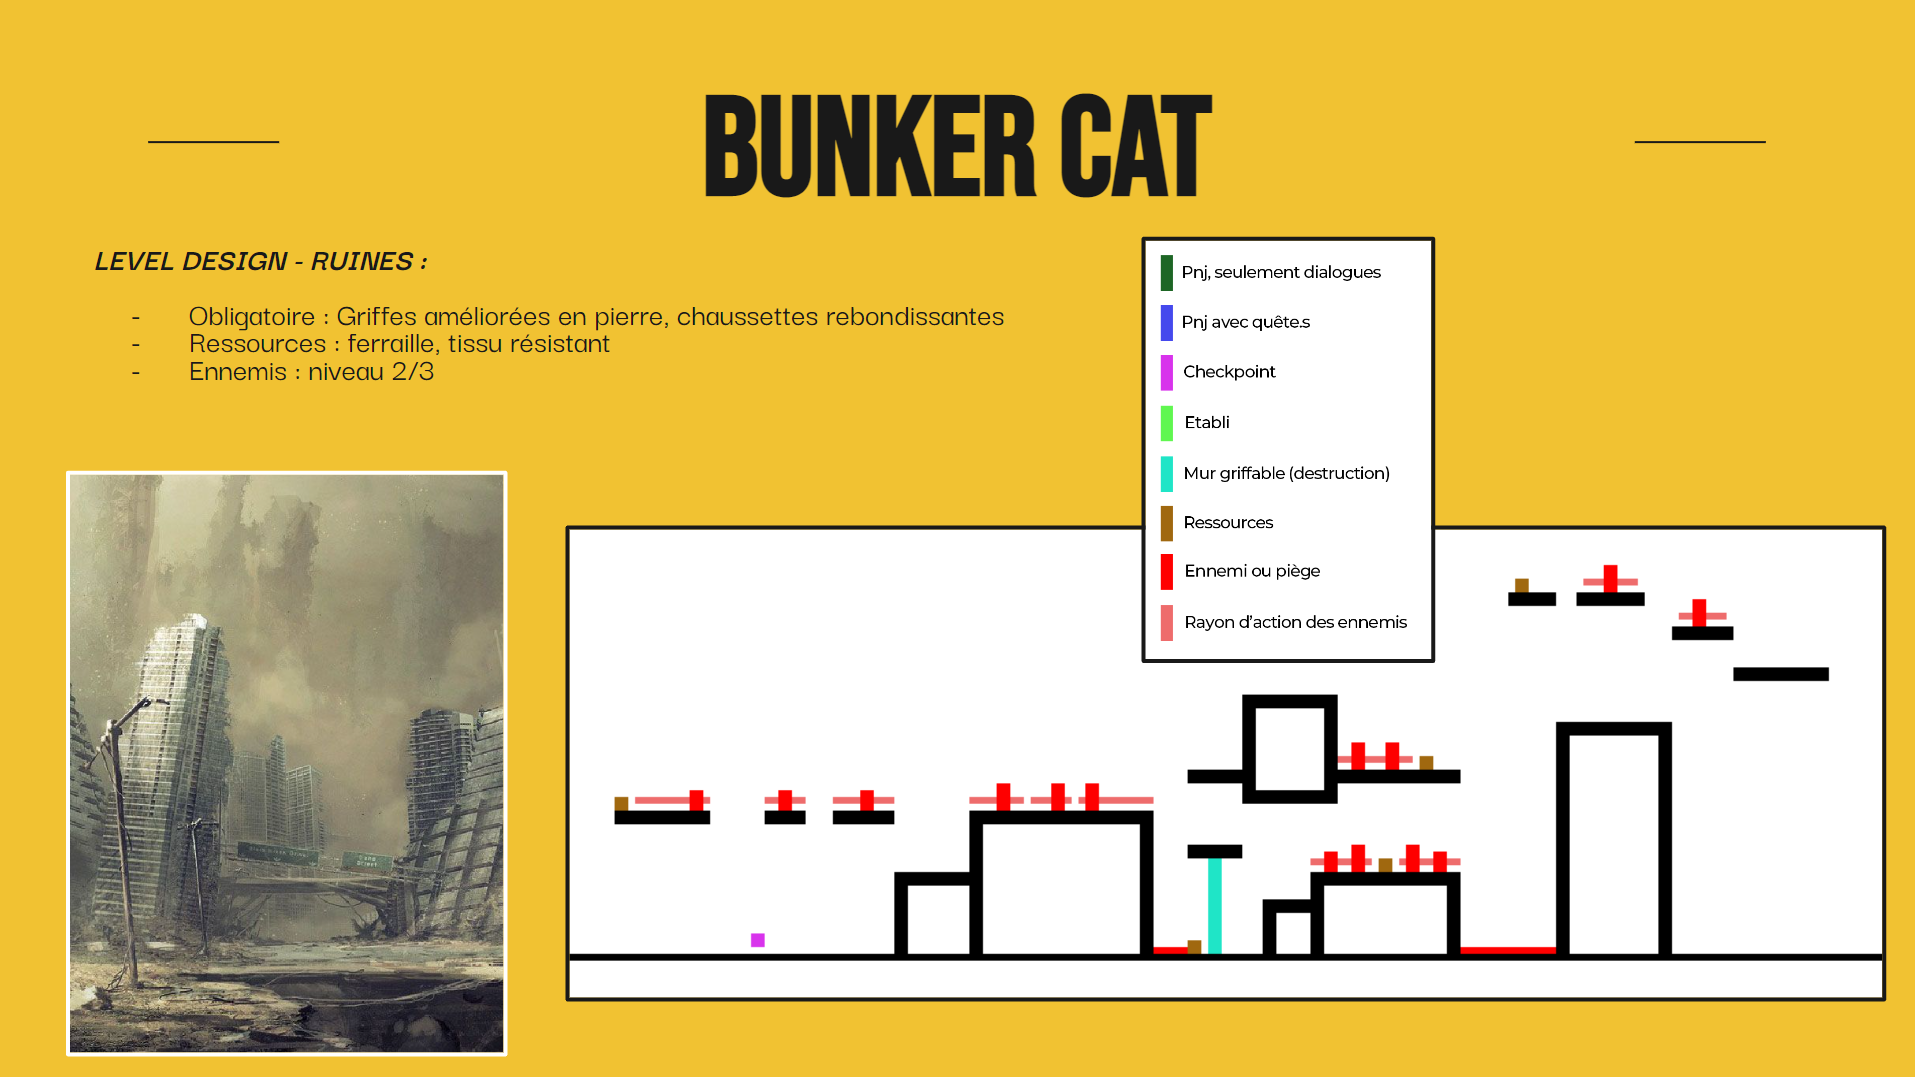 BUNKER CAT
LEVEL DESIGN - RUINES :
- Obligatoire : Griffes améliorées en pierre, chaussettes rebondissantes
- Ressources : ferraille, tissu résistant
- Ennemis : niveau 2/3
Pnj, seulement dialogues
Pnj avec quête.s
Checkpoint
Etabli
Mur griffable (destruction)
Ressources
Ennemi ou piège
Rayon d'action des ennemis